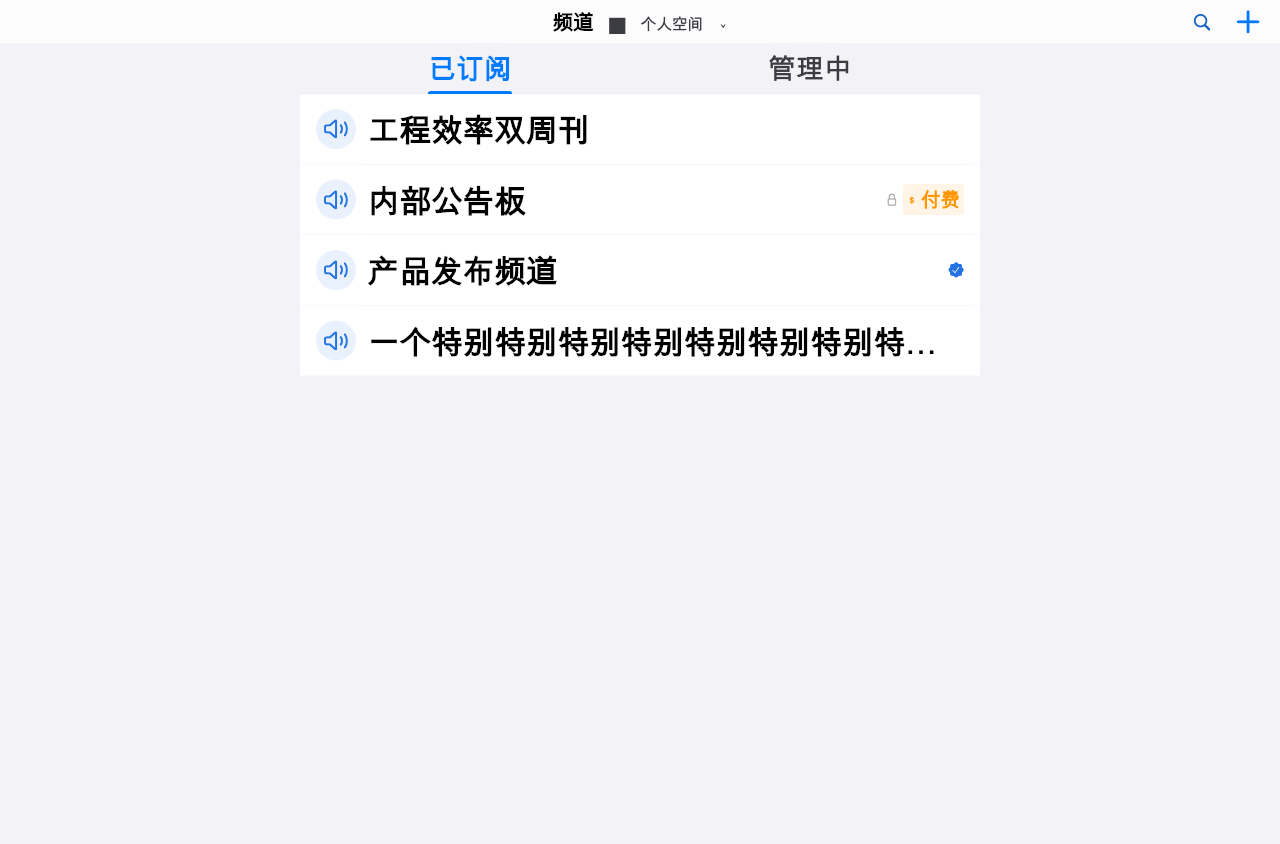 频道 个人空间
已订阅 管理中
工程效率双周刊
内部公告板 $ 付费
产品发布频道
一个特别特别特别特别特别特别特别特...